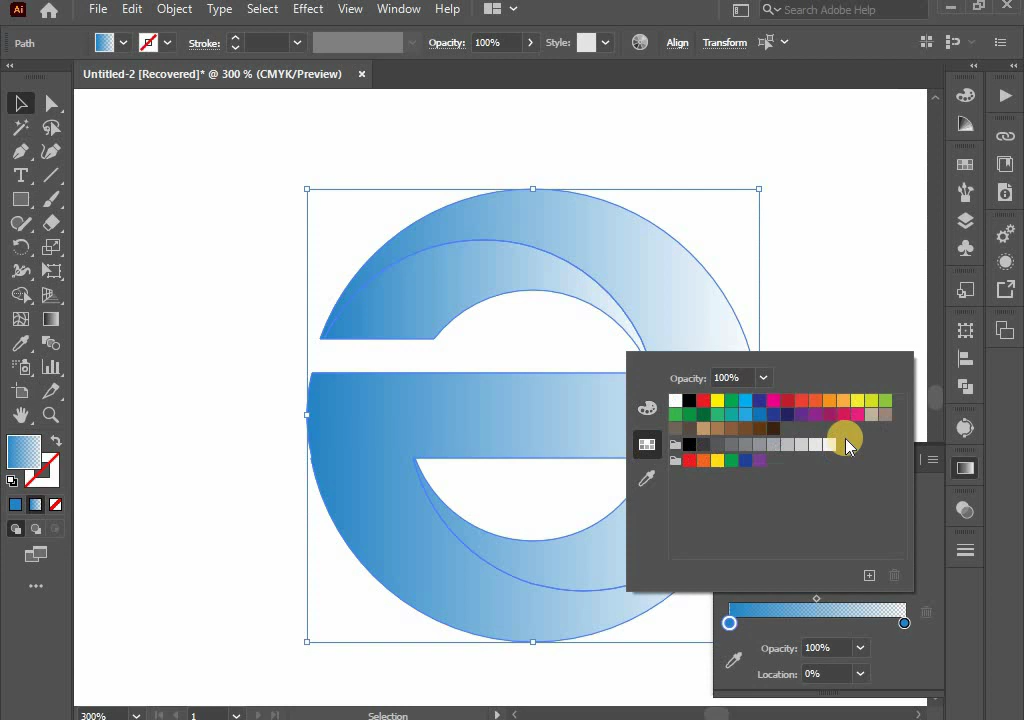 Ai File Edit Object Type Select Effect View Window Help Search Adobe Help
Path Stroke: Opacity: 100% Style: Align Transform
Untitled-2 [Recovered]* @ 300 % (CMYK/Preview) ×
Opacity: 100%
Opacity: 100%
Location: 0%
300% 1 Selection